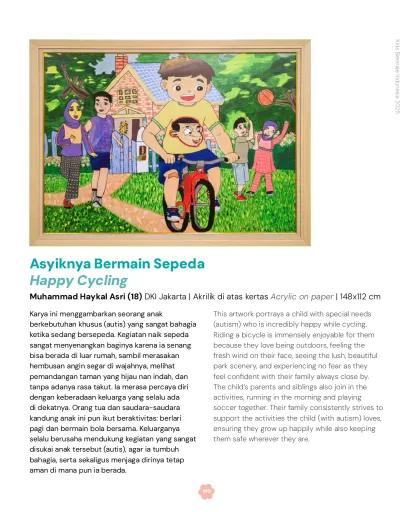 Kids Biennale Indonesia 2025
Asyiknya Bermain Sepeda
Happy Cycling
Muhammad Haykal Asri (18) DKI Jakarta | Akrilik di atas kertas Acrylic on paper | 148x112 cm
Karya ini menggambarkan seorang anak
berkebutuhan khusus (autis) yang sangat bahagia
ketika sedang bersepeda. Kegiatan naik sepeda
sangat menyenangkan baginya karena ia senang
bisa berada di luar rumah, sambil merasakan
hembusan angin segar di wajahnya, melihat
pemandangan taman yang hijau nan indah, dan
tanpa adanya rasa takut. Ia merasa percaya diri
dengan keberadaan keluarga yang selalu ada
di dekatnya. Orang tua dan saudara-saudara
kandung anak ini pun ikut beraktivitas: berlari
pagi dan bermain bola bersama. Keluarganya
selalu berusaha mendukung kegiatan yang sangat
disukai anak tersebut (autis), agar ia tumbuh
bahagia, serta sekaligus menjaga dirinya tetap
aman di mana pun ia berada.
This artwork portrays a child with special needs
(autism) who is incredibly happy while cycling.
Riding a bicycle is immensely enjoyable for them
because they love being outdoors, feeling the
fresh wind on their face, seeing the lush, beautiful
park scenery, and experiencing no fear as they
feel confident with their family always close by.
The child's parents and siblings also join in the
activities, running in the morning and playing
soccer together. Their family consistently strives to
support the activities the child (with autism) loves,
ensuring they grow up happily while also keeping
them safe wherever they are.